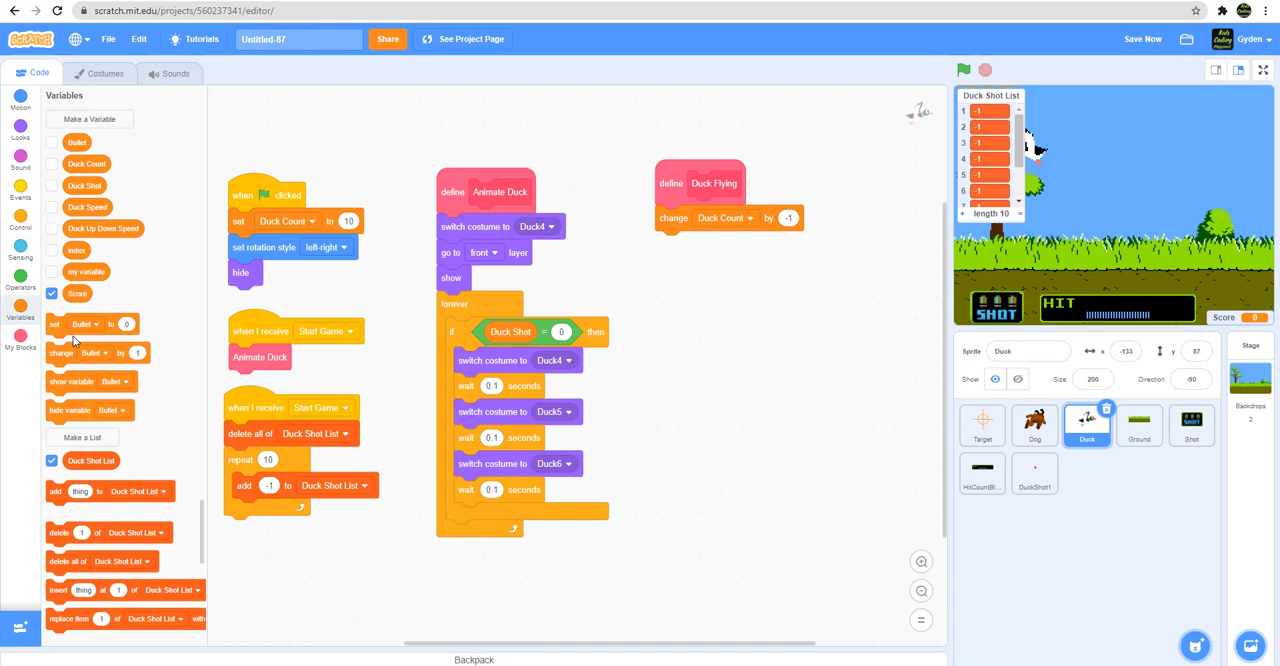 scratch.mit.edu/projects/560237341/editor/
SCRATCH
File
Edit
Tutorials
Untitled-87
Share
See Project Page
Kids Coding Playground
Save Now
Gyden
Code
Costumes
Sounds
Motion
Looks
Sound
Events
Control
Sensing
Operators
Variables
My Blocks
Variables
Make a Variable
Bullet
Duck Count
Duck Shot
Duck Speed
Duck Up Down Speed
index
my variable
Score
set Bullet to 0
change Bullet by 1
show variable Bullet
hide variable Bullet
Make a List
Duck Shot List
add thing to Duck Shot List
delete 1 of Duck Shot List
delete all of Duck Shot List
insert thing at 1 of Duck Shot List
replace item 1 of Duck Shot List with
when clicked
set Duck Count to 10
set rotation style left-right
hide
when I receive Start Game
Animate Duck
when I receive Start Game
delete all of Duck Shot List
repeat 10
add -1 to Duck Shot List
define Animate Duck
switch costume to Duck4
go to front layer
show
forever
if Duck Shot = 0 then
switch costume to Duck4
wait 0.1 seconds
switch costume to Duck5
wait 0.1 seconds
switch costume to Duck6
wait 0.1 seconds
define Duck Flying
change Duck Count by -1
Backpack
Duck Shot List
1 -1
2 -1
3 -1
4 -1
5 -1
6 -1
7
+ length 10 =
SHOT
HIT
Score 0
Sprite Duck x -133 y 87
Show Size 200 Direction -90
Target
Dog
Duck
Ground
Shot
HitCountBl...
DuckShot1
Stage
Backdrops
2